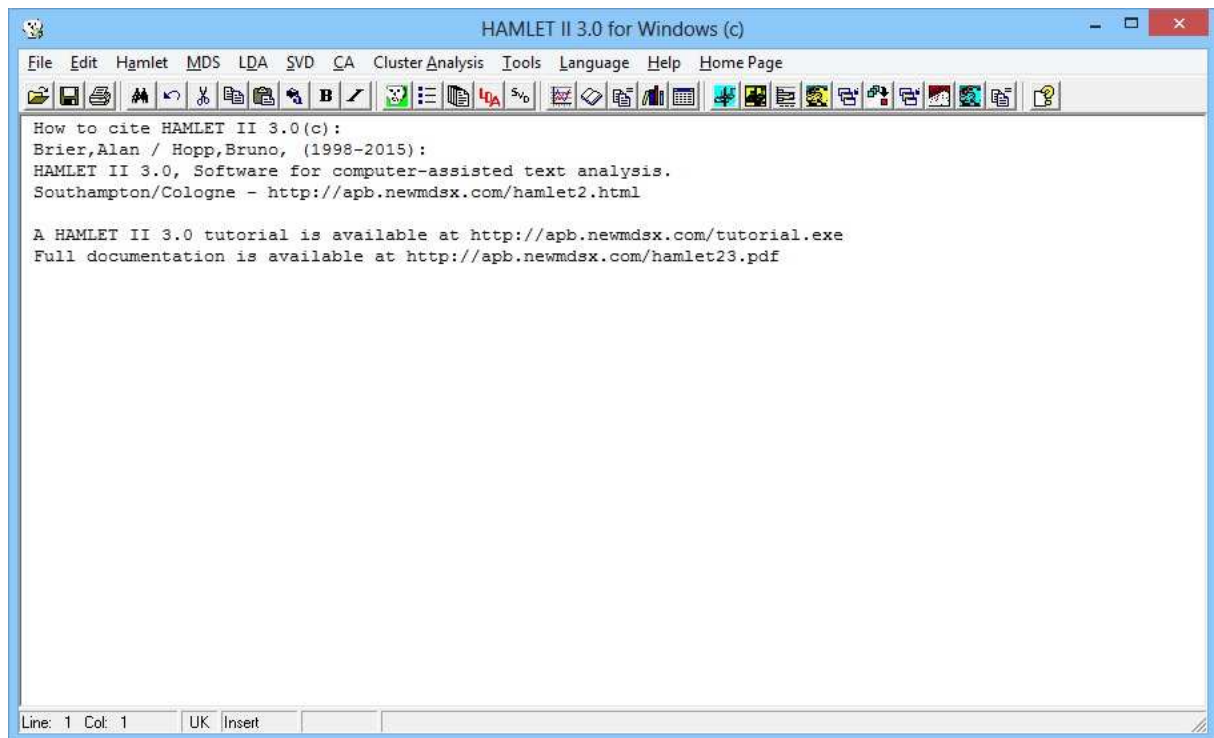 HAMLET II 3.0 for Windows (c)
File Edit Hamlet MDS LDA SVD CA Cluster Analysis Tools Language Help Home Page
B I LDA SVD
How to cite HAMLET II 3.0(c):
Brier,Alan / Hopp,Bruno, (1998-2015):
HAMLET II 3.0, Software for computer-assisted text analysis.
Southampton/Cologne - http://apb.newmdsx.com/hamlet2.html
A HAMLET II 3.0 tutorial is available at http://apb.newmdsx.com/tutorial.exe
Full documentation is available at http://apb.newmdsx.com/hamlet23.pdf
Line: 1 Col: 1 UK Insert